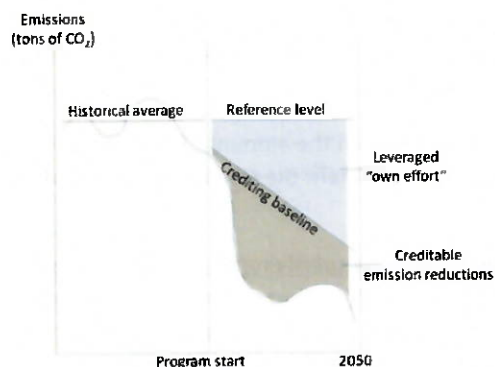 Emissions
(tons of CO₂)
Historical average
Reference level
Crediting baseline
Leveraged
"own effort"
Creditable
emission reductions
Program start
2050